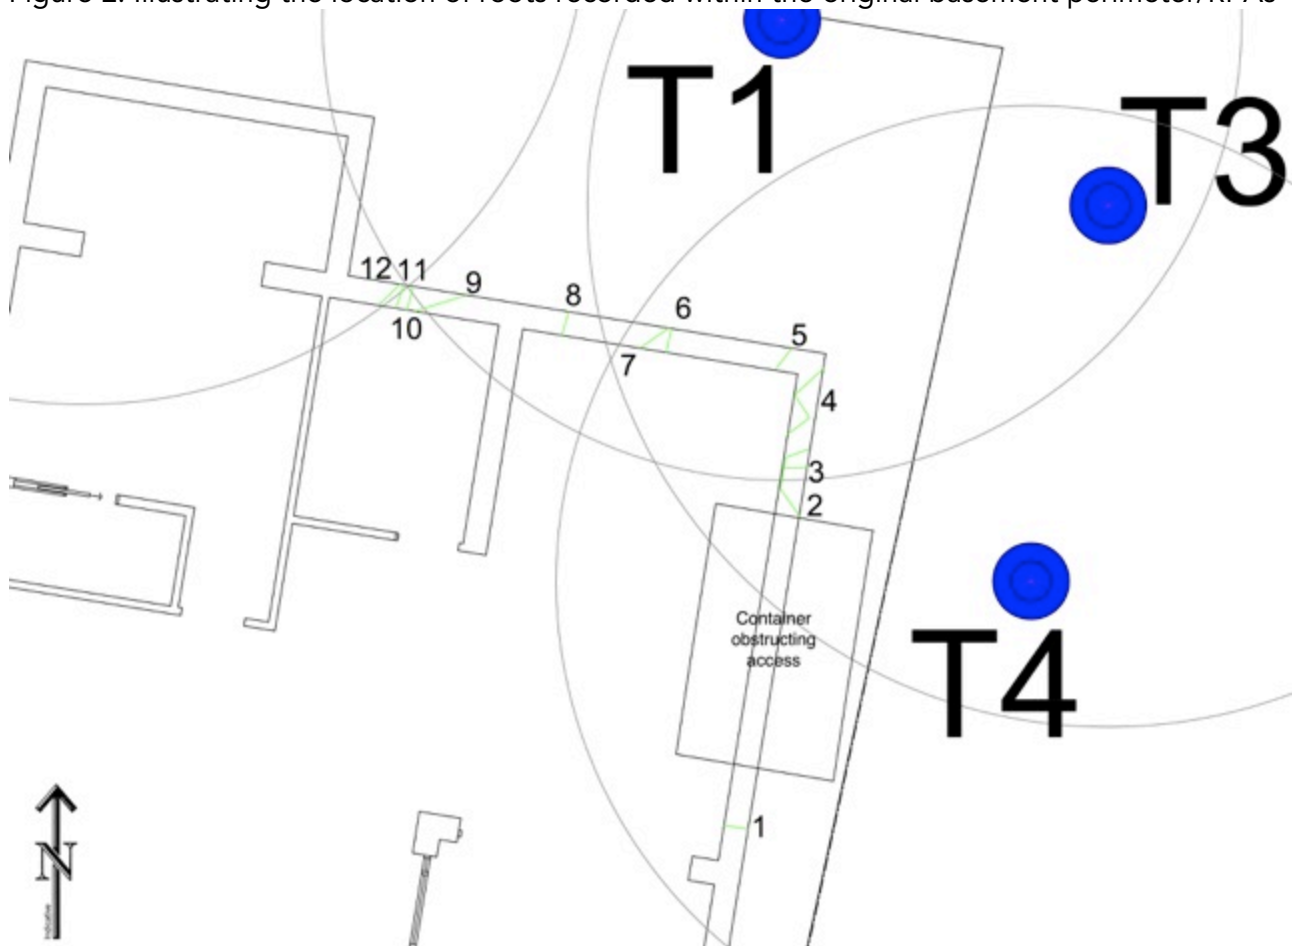 Figure 2: Illustrating the location of roots recorded within the original basement perimeter/RPAs
T1
T3
12 11
9
10
8
6
7
5
4
3
2
Container
obstructing
access
T4
1
N
Indicative